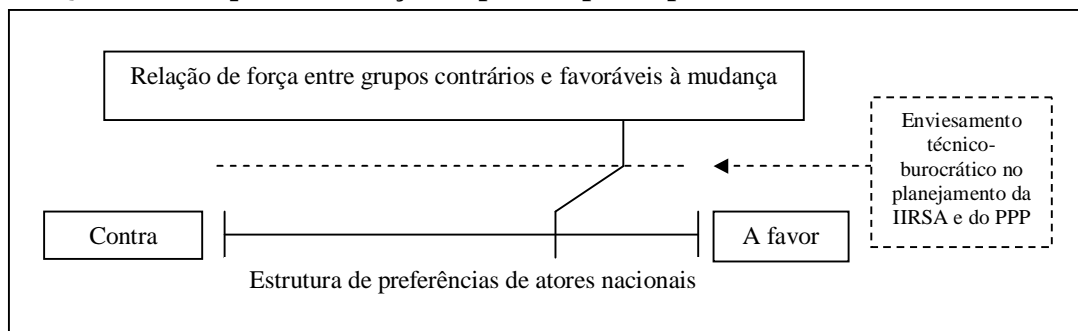 Relação de força entre grupos contrários e favoráveis à mudança
Enviesamento
técnico-
burocrático no
planejamento da
IIRSA e do PPP
Contra
A favor
Estrutura de preferências de atores nacionais